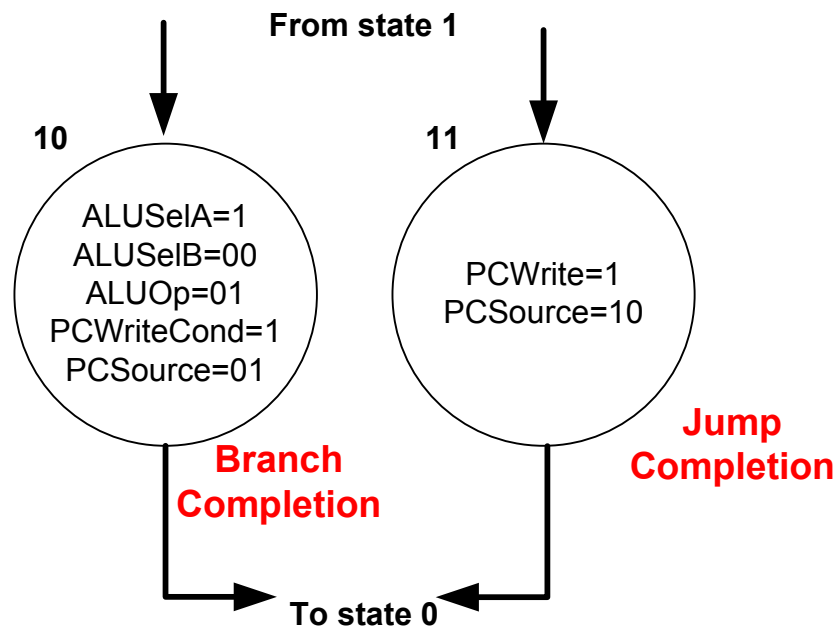 From state 1
10
ALUSelA=1
ALUSelB=00
ALUOp=01
PCWriteCond=1
PCSource=01
Branch
Completion
11
PCWrite=1
PCSource=10
Jump
Completion
To state 0